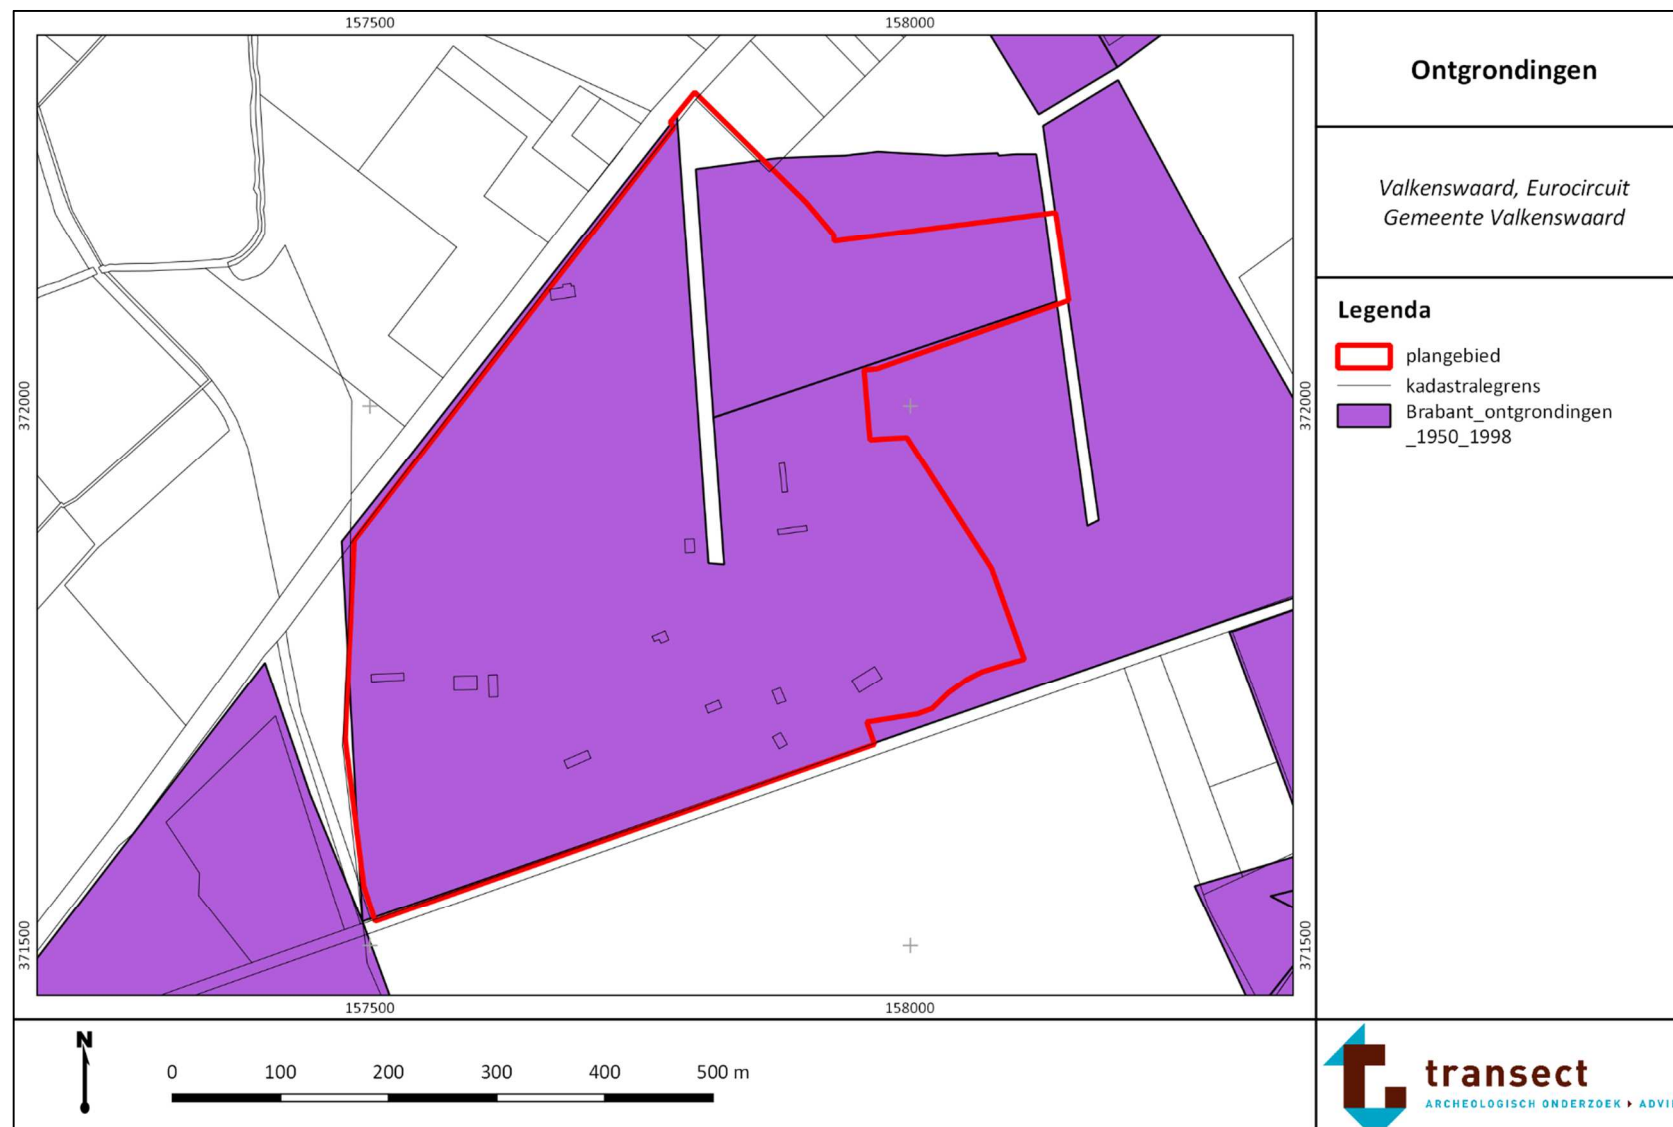 157500
158000
Ontgrondingen
Valkenswaard, Eurocircuit
Gemeente Valkenswaard
Legenda
plangebied
kadastralegrens
Brabant_ontgrondingen
_1950_1998
372000
372000
371500
371500
157500
158000
N
0 100 200 300 400 500 m
transect
ARCHEOLOGISCH ONDERZOEK